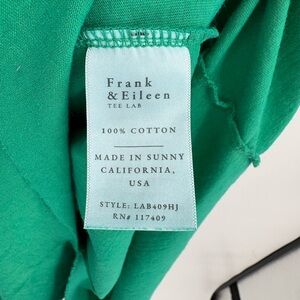 Frank
& Eileen
TEE LAB
100% COTTON
MADE IN SUNNY
CALIFORNIA,
USA
STYLE: LAB409HJ
RN# 117409